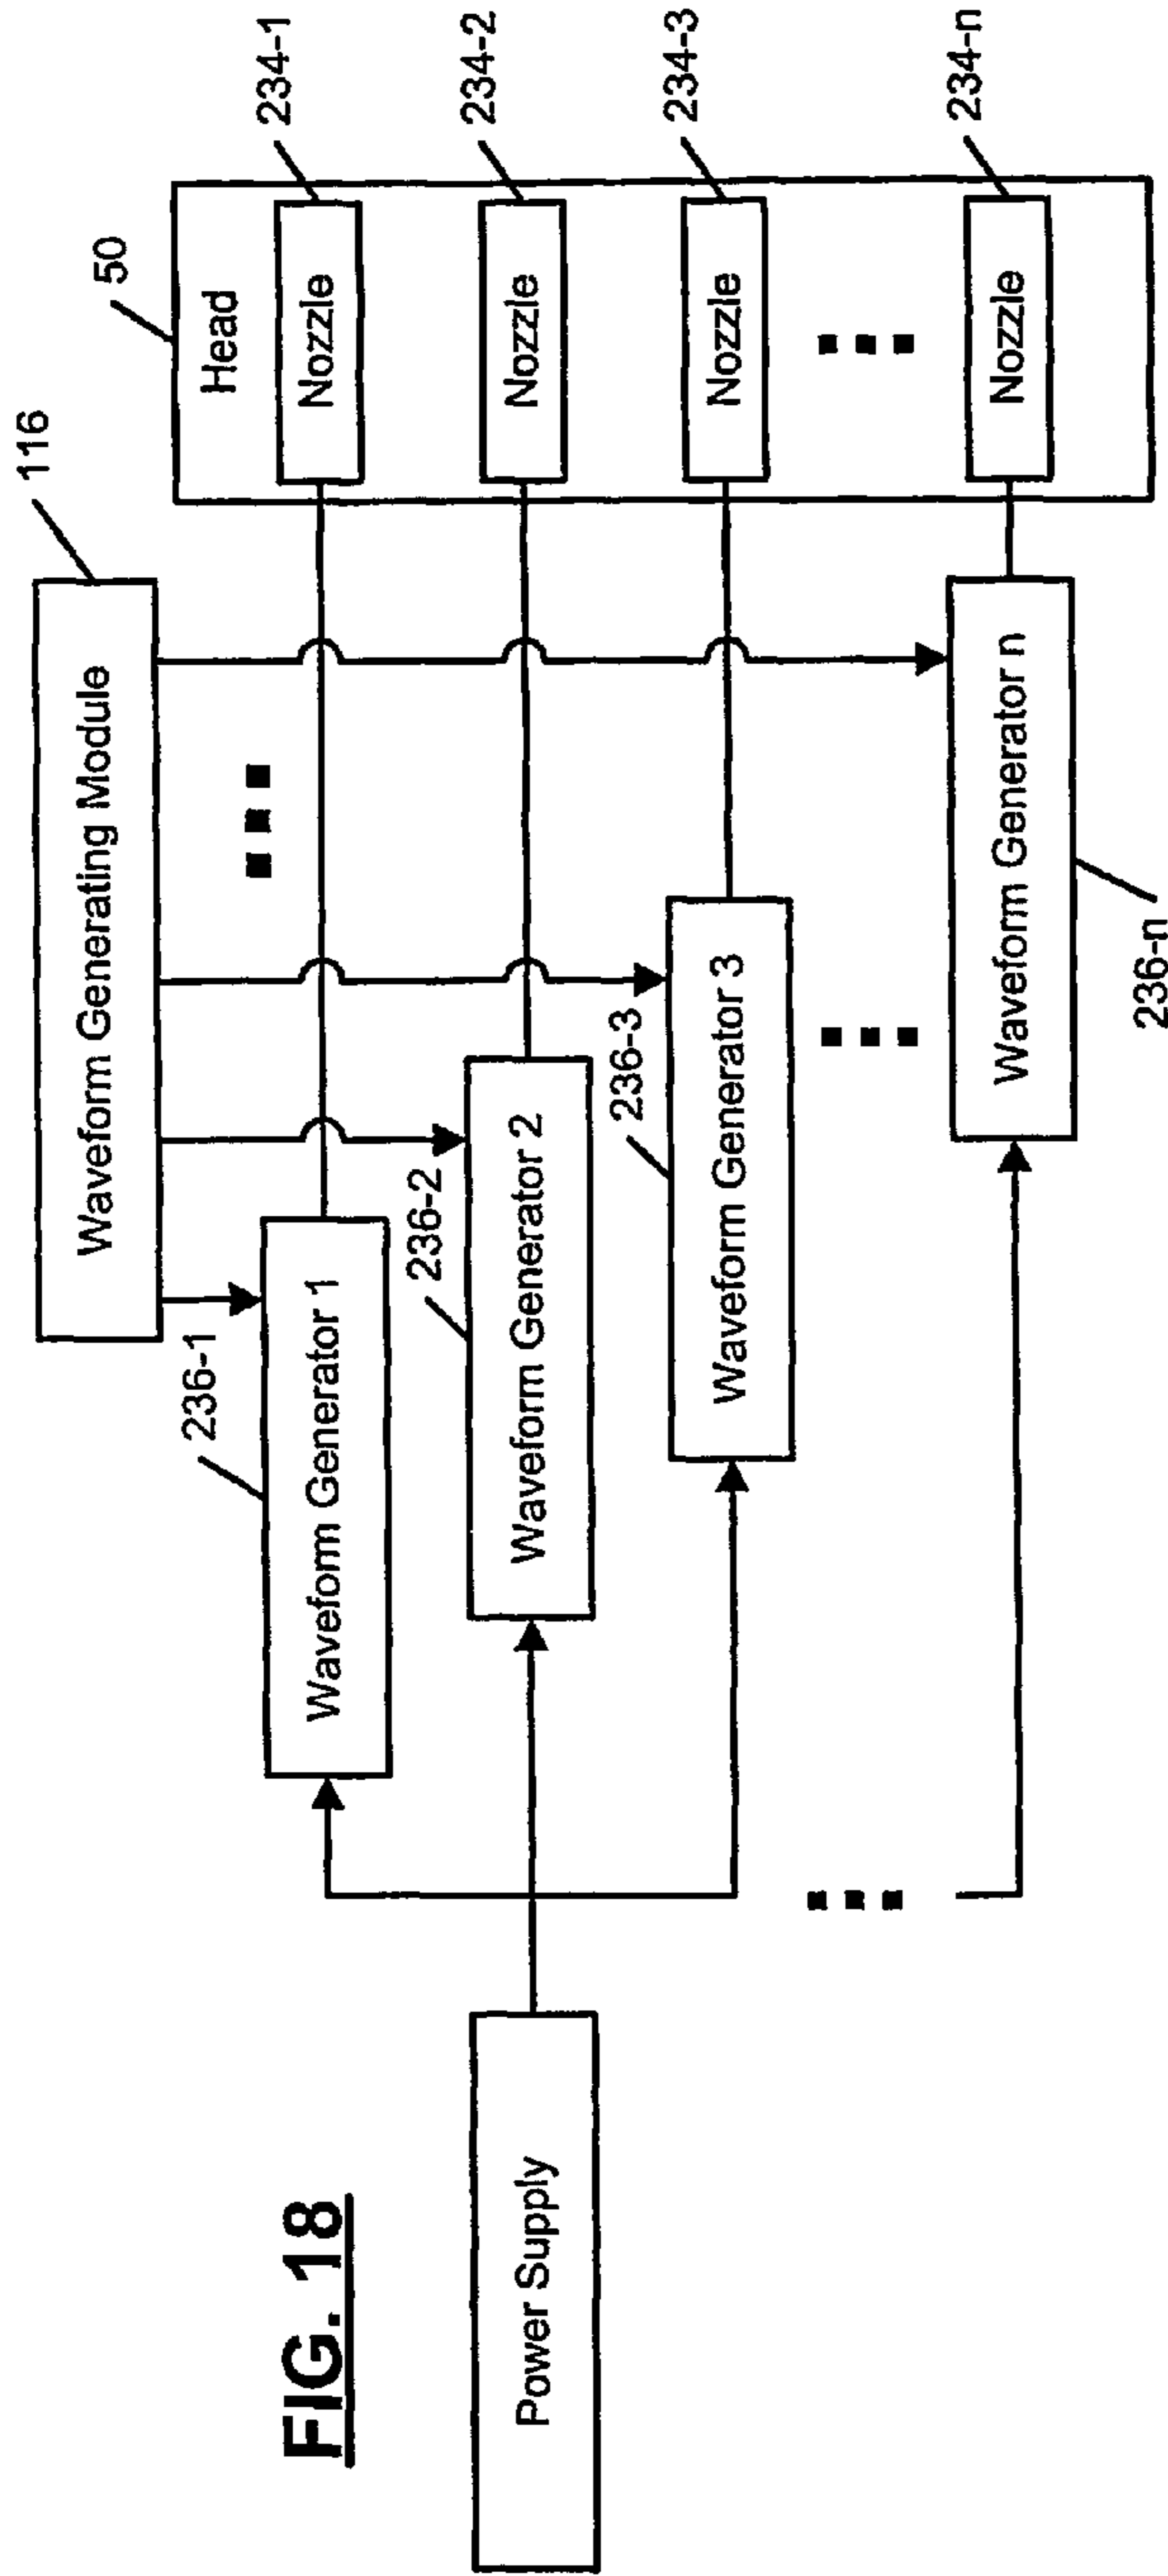 FIG. 18
Power Supply
Waveform Generating Module
116
50
Head
236-1
Waveform Generator 1
Nozzle
234-1
236-2
Waveform Generator 2
Nozzle
234-2
236-3
Waveform Generator 3
Nozzle
234-3
Waveform Generator n
236-n
Nozzle
234-n